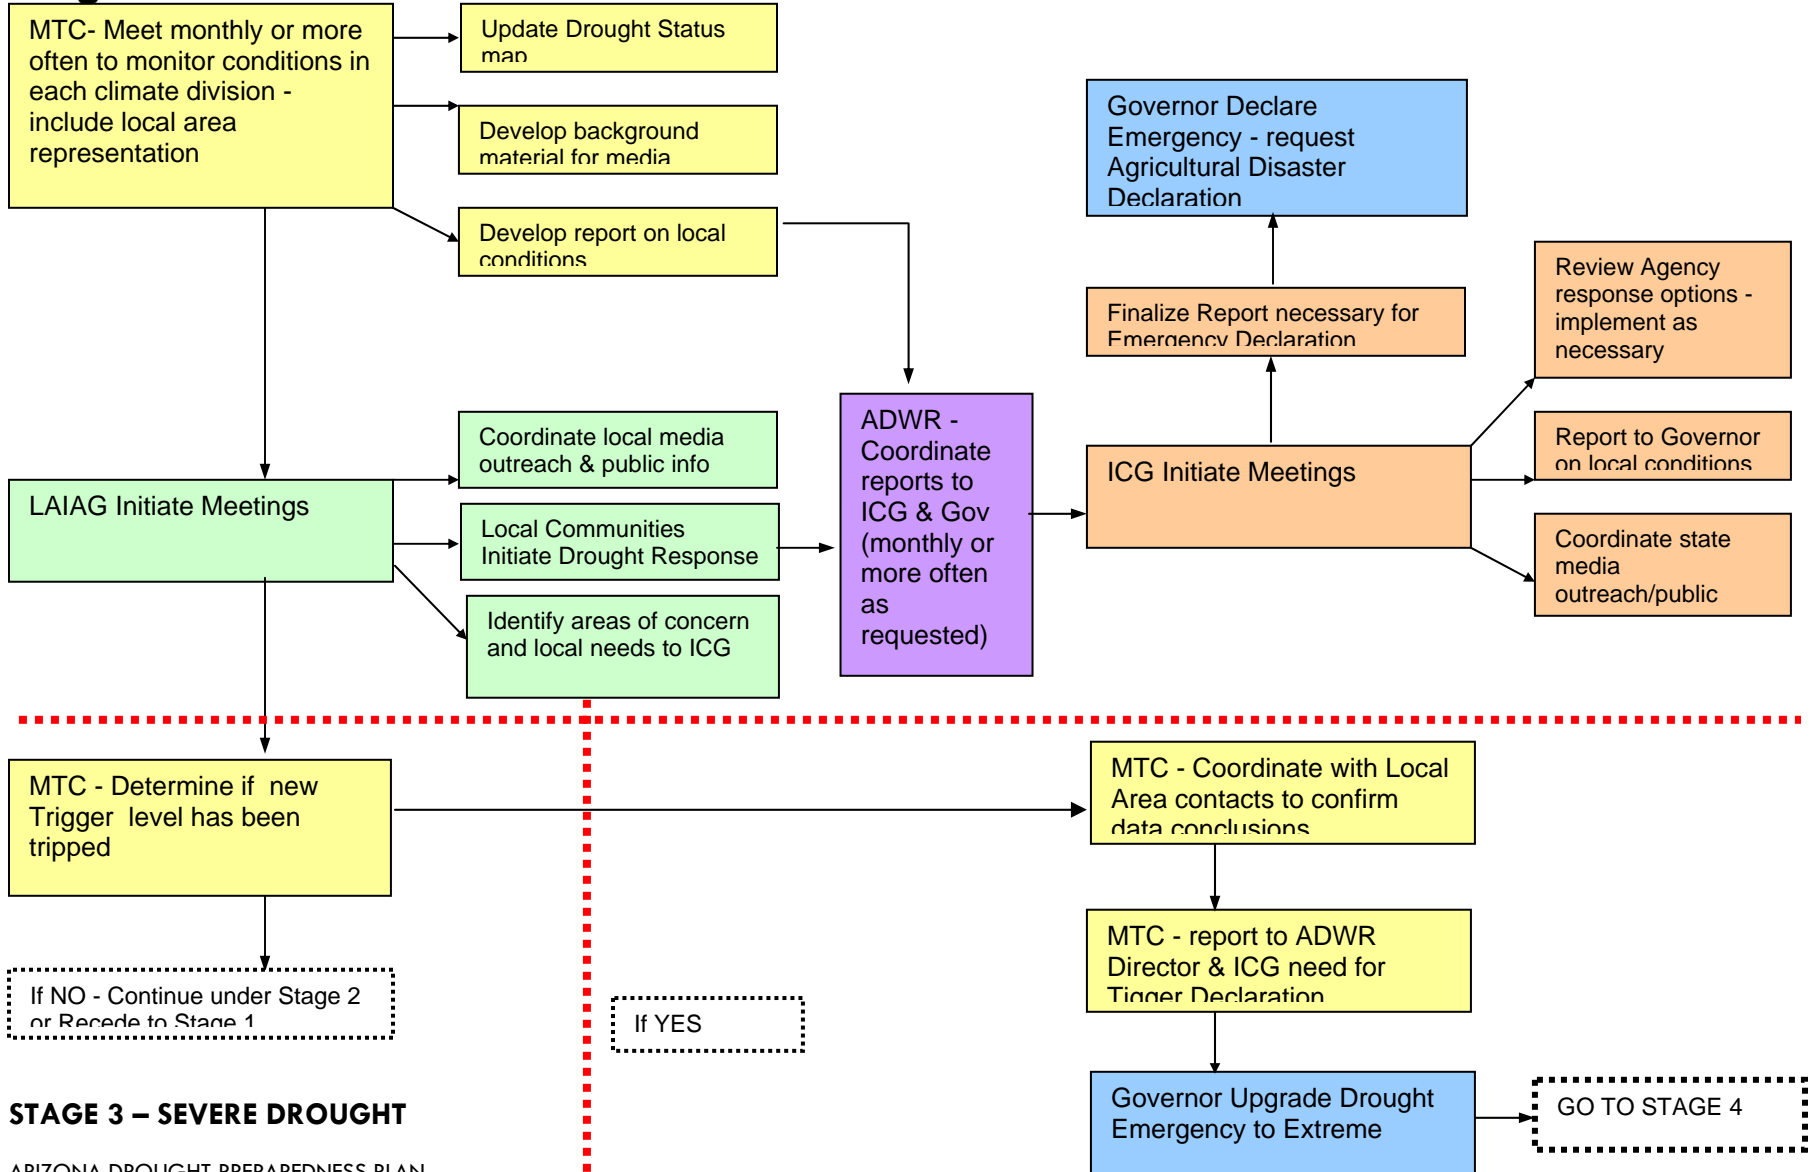 MTC- Meet monthly or more
often to monitor conditions in
each climate division -
include local area
representation
Update Drought Status
map
Develop background
material for media
Develop report on local
conditions
Governor Declare
Emergency - request
Agricultural Disaster
Declaration
Finalize Report necessary for
Emergency Declaration
Review Agency
response options -
implement as
necessary
Coordinate local media
outreach & public info
LAIAG Initiate Meetings
Local Communities
Initiate Drought Response
Identify areas of concern
and local needs to ICG
ADWR -
Coordinate
reports to
ICG & Gov
(monthly or
more often
as
requested)
ICG Initiate Meetings
Report to Governor
on local conditions
Coordinate state
media
outreach/public
MTC - Determine if new
Trigger level has been
tripped
MTC - Coordinate with Local
Area contacts to confirm
data conclusions
MTC - report to ADWR
Director & ICG need for
Tigger Declaration
If NO - Continue under Stage 2
or Recede to Stage 1
If YES
Governor Upgrade Drought
Emergency to Extreme
GO TO STAGE 4
STAGE 3 – SEVERE DROUGHT
ARIZONA DROUGHT PREPAREDNESS PLAN